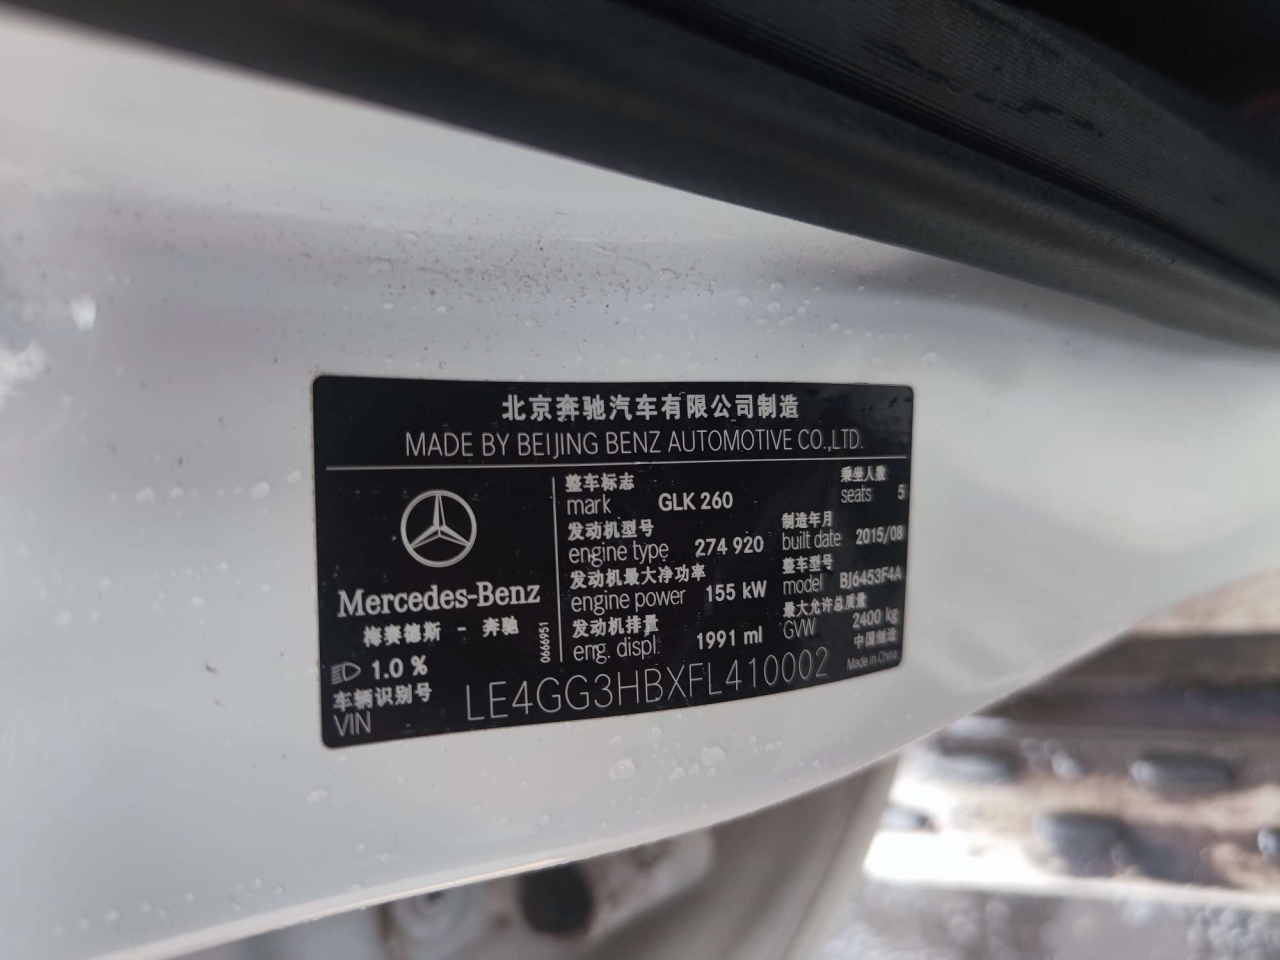 北京奔驰汽车有限公司制造
MADE BY BEIJING BENZ AUTOMOTIVE CO.,LTD.
Mercedes-Benz
梅赛德斯 - 奔驰
1.0 %
0666951
整车标志
mark GLK 260
乘坐人数
seats 5
发动机型号
engine type 274 920
制造年月
built date 2015/08
发动机最大净功率
engine power 155 kW
整车型号
model BJ6453F4A
发动机排量
eng. displ. 1991 ml
最大允许总质量
GVW 2400 kg
中国制造
Made in China
车辆识别号
VIN LE4GG3HBXFL410002